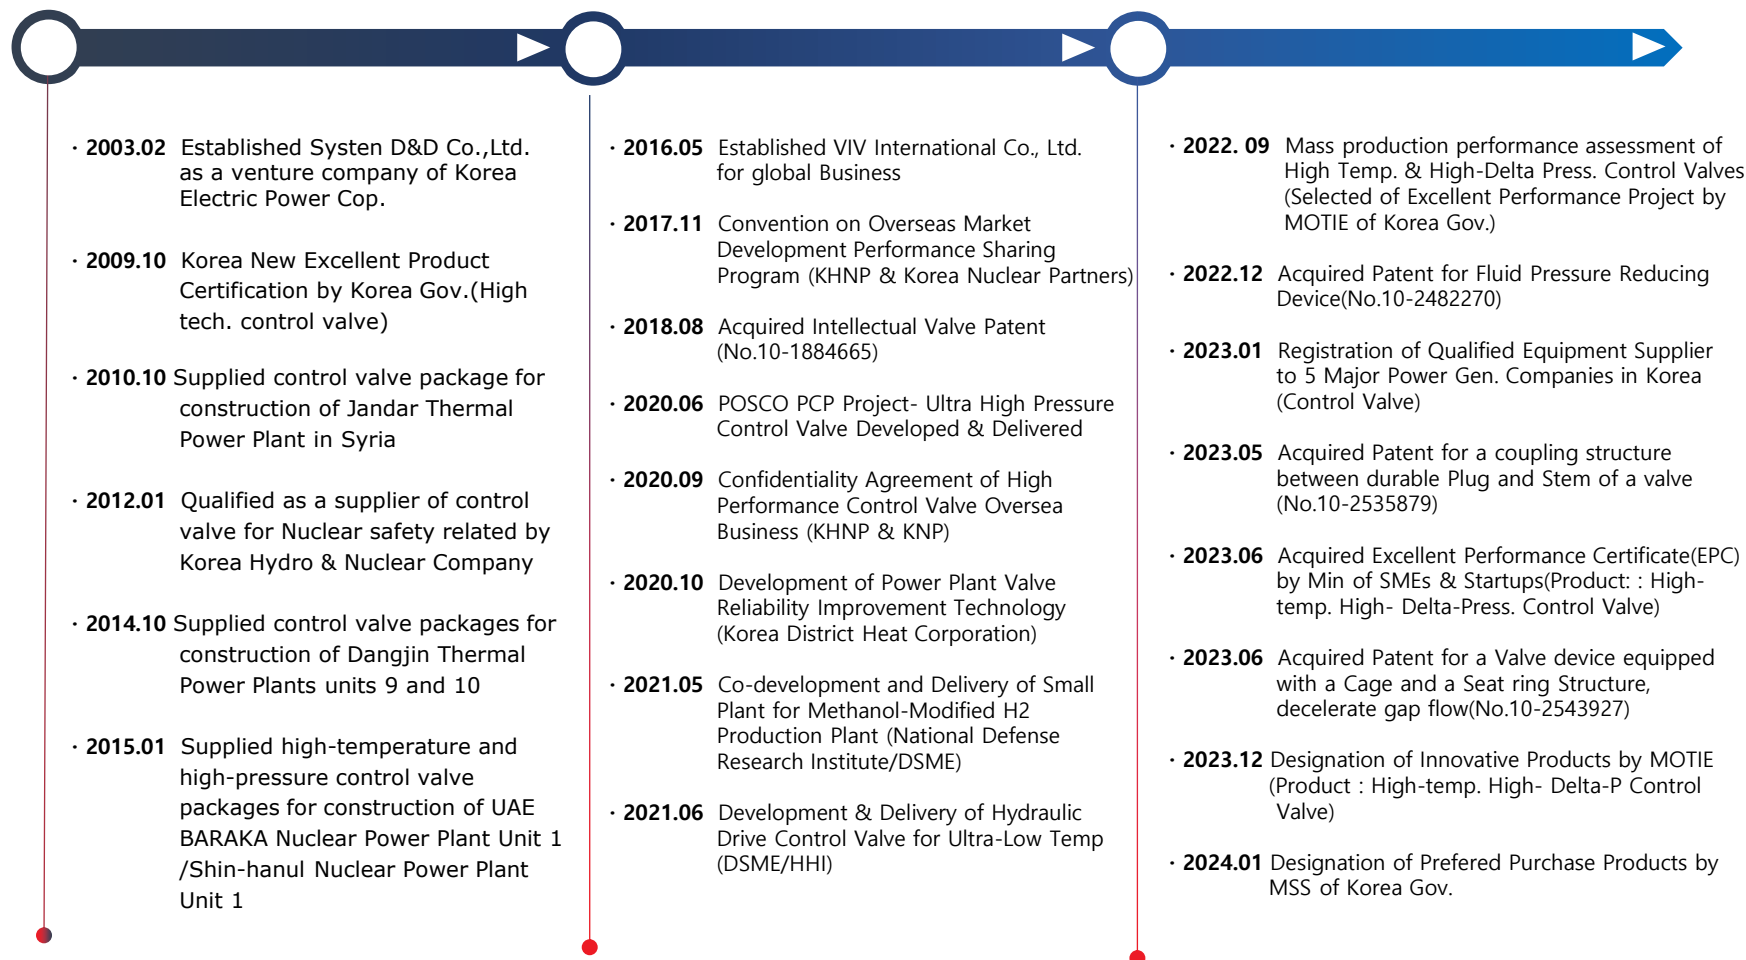 · 2003.02 Established Systen D&D Co.,Ltd.
as a venture company of Korea
Electric Power Cop.
· 2009.10 Korea New Excellent Product
Certification by Korea Gov.(High
tech. control valve)
· 2010.10 Supplied control valve package for
construction of Jandar Thermal
Power Plant in Syria
· 2012.01 Qualified as a supplier of control
valve for Nuclear safety related by
Korea Hydro & Nuclear Company
· 2014.10 Supplied control valve packages for
construction of Dangjin Thermal
Power Plants units 9 and 10
· 2015.01 Supplied high-temperature and
high-pressure control valve
packages for construction of UAE
BARAKA Nuclear Power Plant Unit 1
/Shin-hanul Nuclear Power Plant
Unit 1
· 2016.05 Established VIV International Co., Ltd.
for global Business
· 2017.11 Convention on Overseas Market
Development Performance Sharing
Program (KHNP & Korea Nuclear Partners)
· 2018.08 Acquired Intellectual Valve Patent
(No.10-1884665)
· 2020.06 POSCO PCP Project- Ultra High Pressure
Control Valve Developed & Delivered
· 2020.09 Confidentiality Agreement of High
Performance Control Valve Oversea
Business (KHNP & KNP)
· 2020.10 Development of Power Plant Valve
Reliability Improvement Technology
(Korea District Heat Corporation)
· 2021.05 Co-development and Delivery of Small
Plant for Methanol-Modified H2
Production Plant (National Defense
Research Institute/DSME)
· 2021.06 Development & Delivery of Hydraulic
Drive Control Valve for Ultra-Low Temp
(DSME/HHI)
· 2022. 09 Mass production performance assessment of
High Temp. & High-Delta Press. Control Valves
(Selected of Excellent Performance Project by
MOTIE of Korea Gov.)
· 2022.12 Acquired Patent for Fluid Pressure Reducing
Device(No.10-2482270)
· 2023.01 Registration of Qualified Equipment Supplier
to 5 Major Power Gen. Companies in Korea
(Control Valve)
· 2023.05 Acquired Patent for a coupling structure
between durable Plug and Stem of a valve
(No.10-2535879)
· 2023.06 Acquired Excellent Performance Certificate(EPC)
by Min of SMEs & Startups(Product: : High-
temp. High- Delta-Press. Control Valve)
· 2023.06 Acquired Patent for a Valve device equipped
with a Cage and a Seat ring Structure,
decelerate gap flow(No.10-2543927)
· 2023.12 Designation of Innovative Products by MOTIE
(Product : High-temp. High- Delta-P Control
Valve)
· 2024.01 Designation of Prefered Purchase Products by
MSS of Korea Gov.